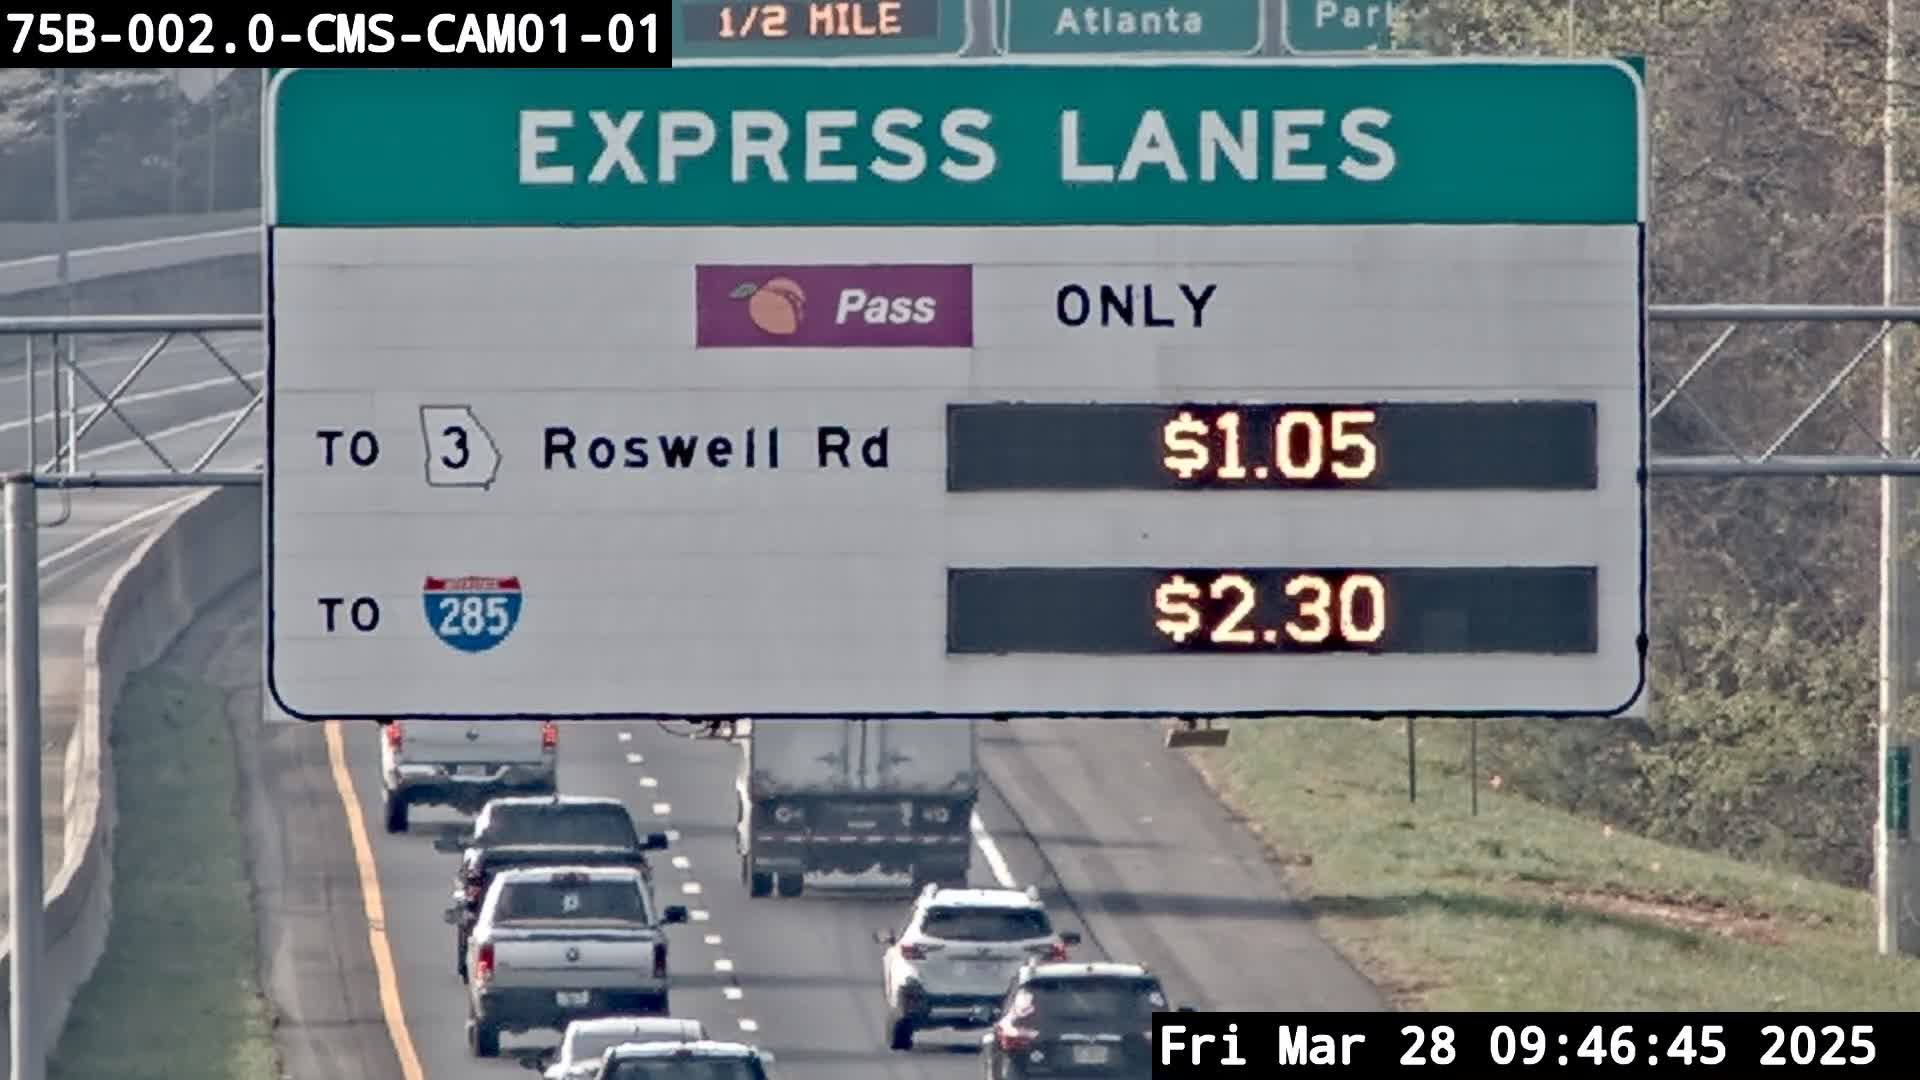 75B-002.0-CMS-CAM01-01
1/2 MILE
Atlanta
EXPRESS LANES
Pass ONLY
TO 3 Roswell Rd $1.05
TO 285 $2.30
Fri Mar 28 09:46:45 2025